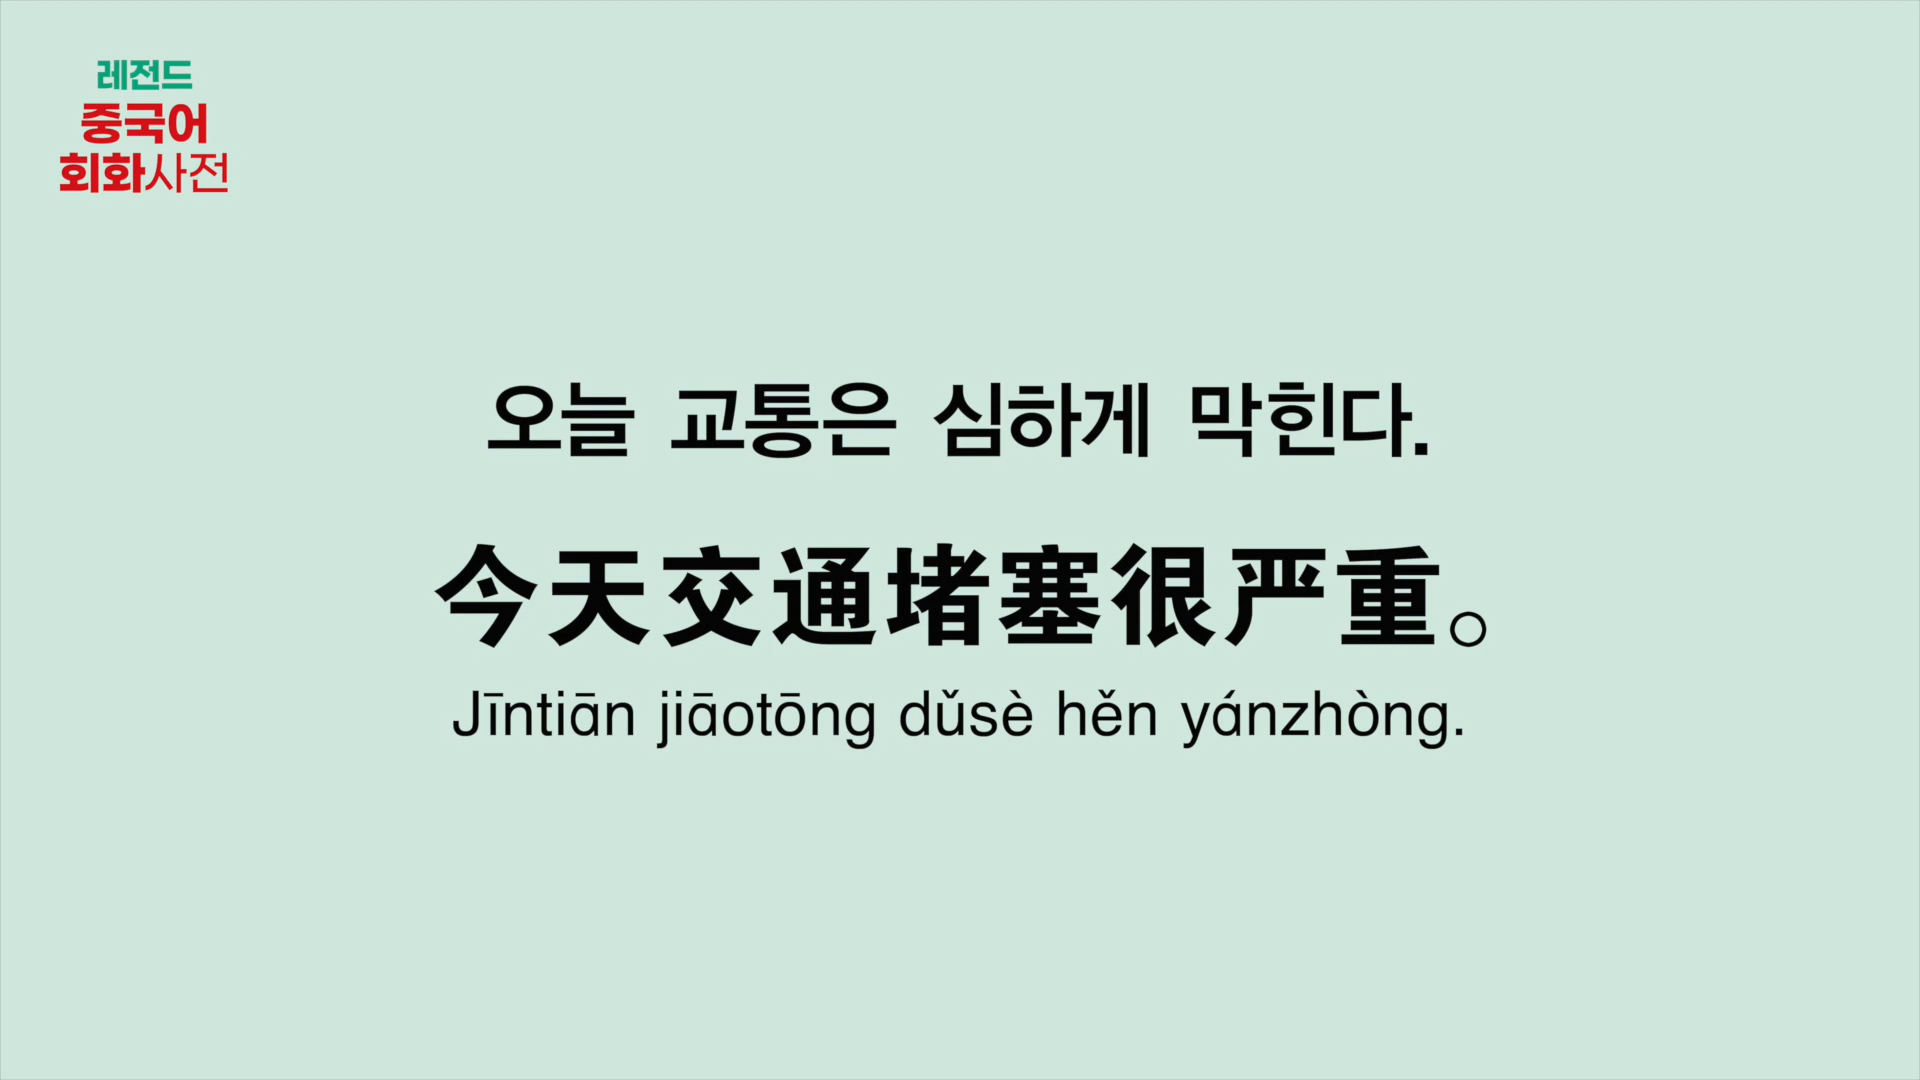 레전드
중국어
회화사전
오늘 교통은 심하게 막힌다.
今天交通堵塞很严重。
Jīntiān jiāotōng dǔsè hěn yánzhòng.